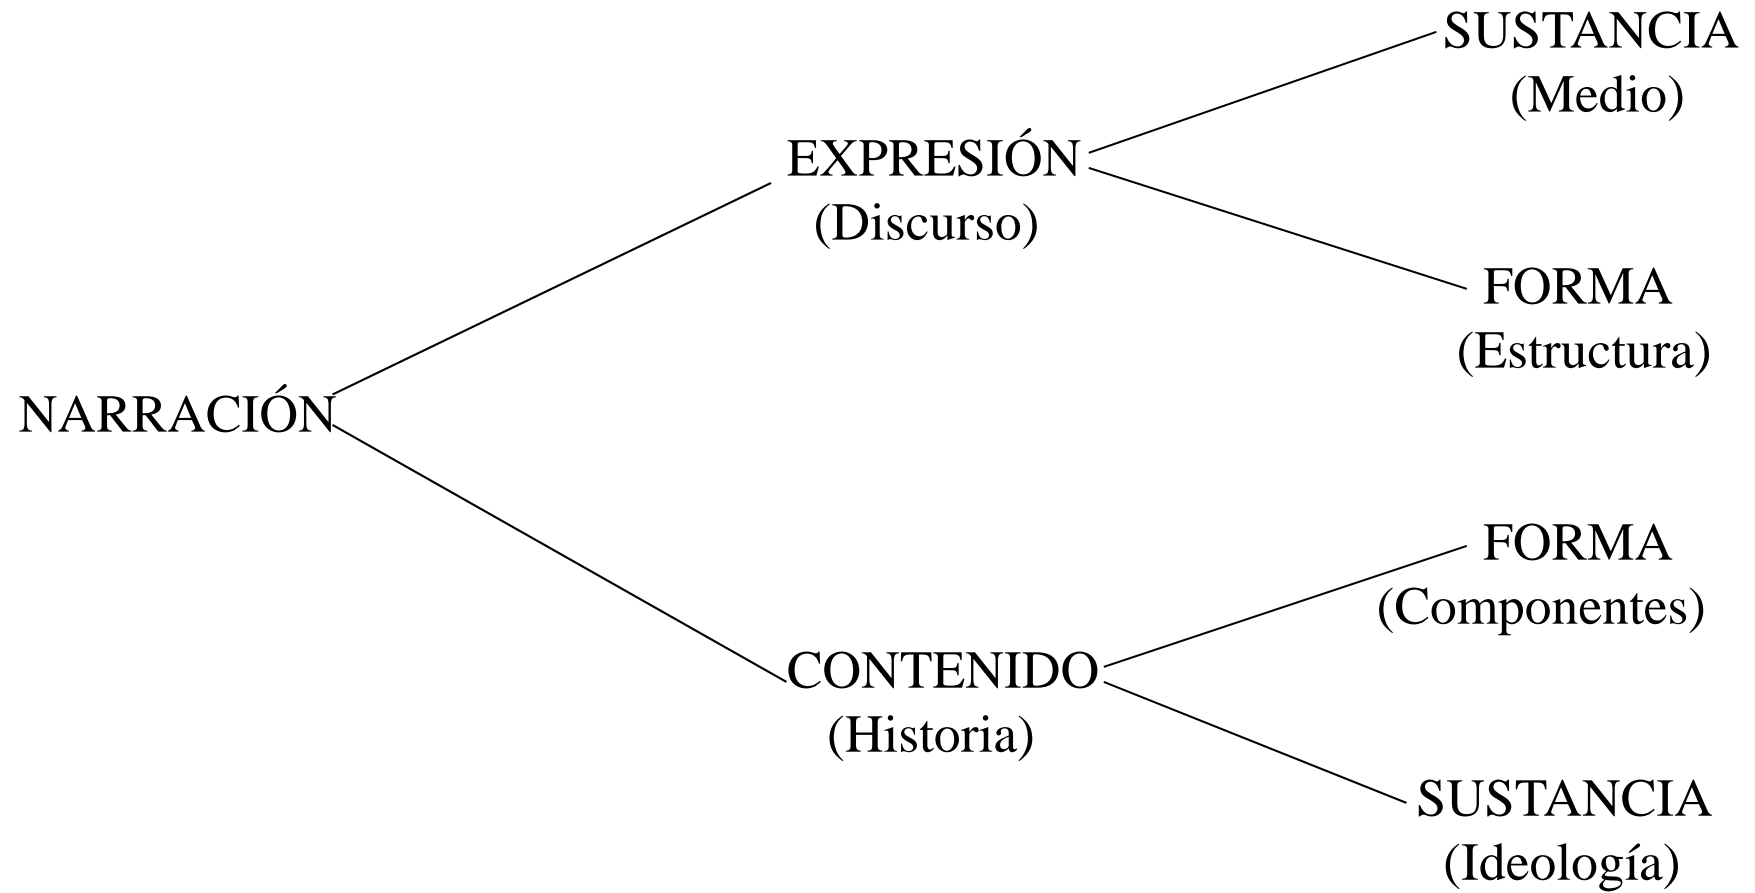 SUSTANCIA
(Medio)
EXPRESIÓN
(Discurso)
FORMA
(Estructura)
NARRACIÓN
FORMA
(Componentes)
CONTENIDO
(Historia)
SUSTANCIA
(Ideología)